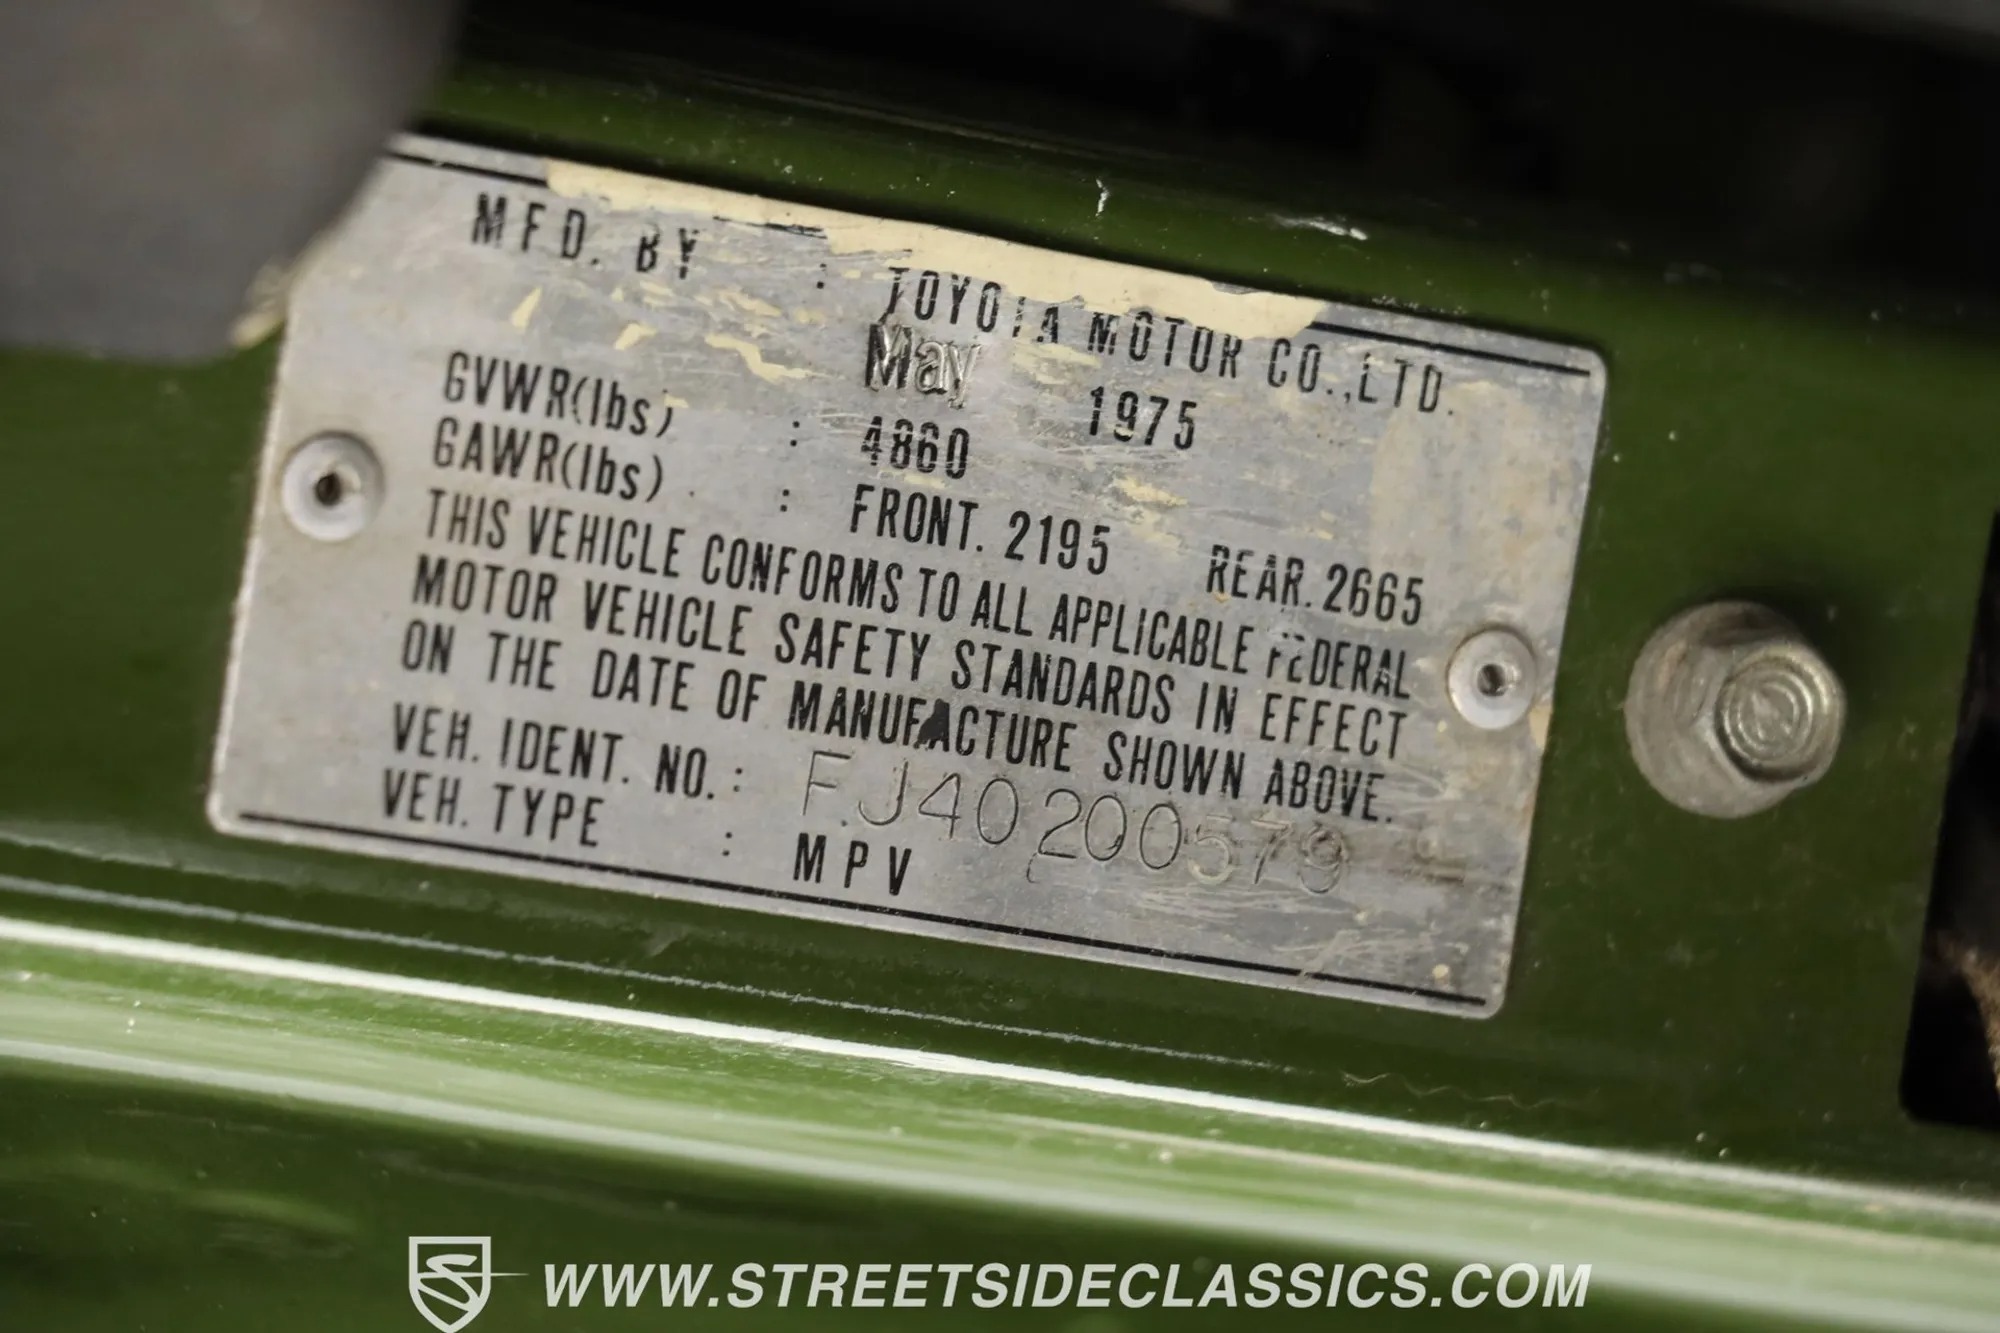 MFD. BY : TOYOTA MOTOR CO.,LTD.
May 1975
GVWR(lbs) : 4860
GAWR(lbs) : FRONT. 2195 REAR. 2665
THIS VEHICLE CONFORMS TO ALL APPLICABLE FEDERAL
MOTOR VEHICLE SAFETY STANDARDS IN EFFECT
ON THE DATE OF MANUFACTURE SHOWN ABOVE.
VEH. IDENT. NO. : FJ40 200579
VEH. TYPE : MPV
WWW.STREETSIDECLASSICS.COM